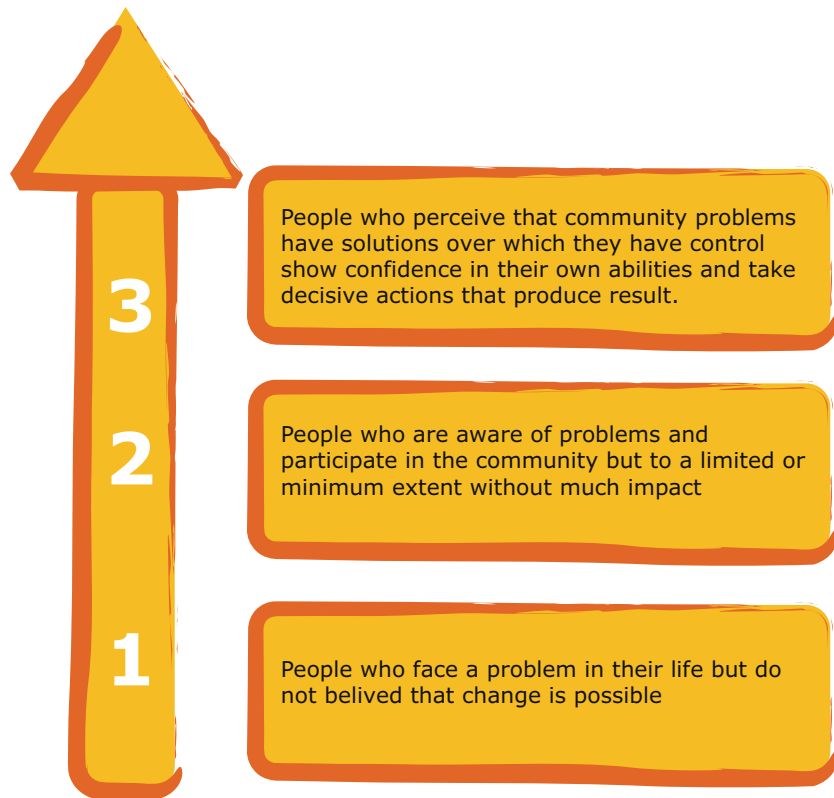 3
People who perceive that community problems
have solutions over which they have control
show confidence in their own abilities and take
decisive actions that produce result.
2
People who are aware of problems and
participate in the community but to a limited or
minimum extent without much impact
1
People who face a problem in their life but do
not belived that change is possible